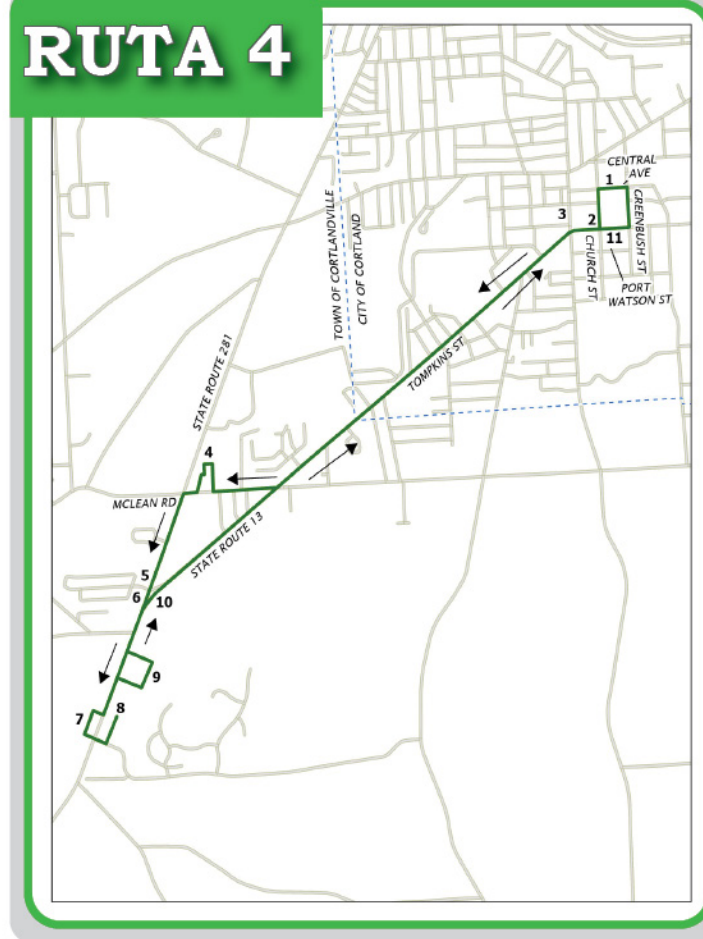 RUTA 4
CENTRAL
AVE
1
GREENBUSH ST
3
2
11
CHURCH ST
PORT
WATSON ST
TOWN OF CORTLANDVILLE
CITY OF CORTLAND
TOMPKINS ST
STATE ROUTE 281
4
MCLEAN RD
STATE ROUTE 13
5
6
10
9
8
7